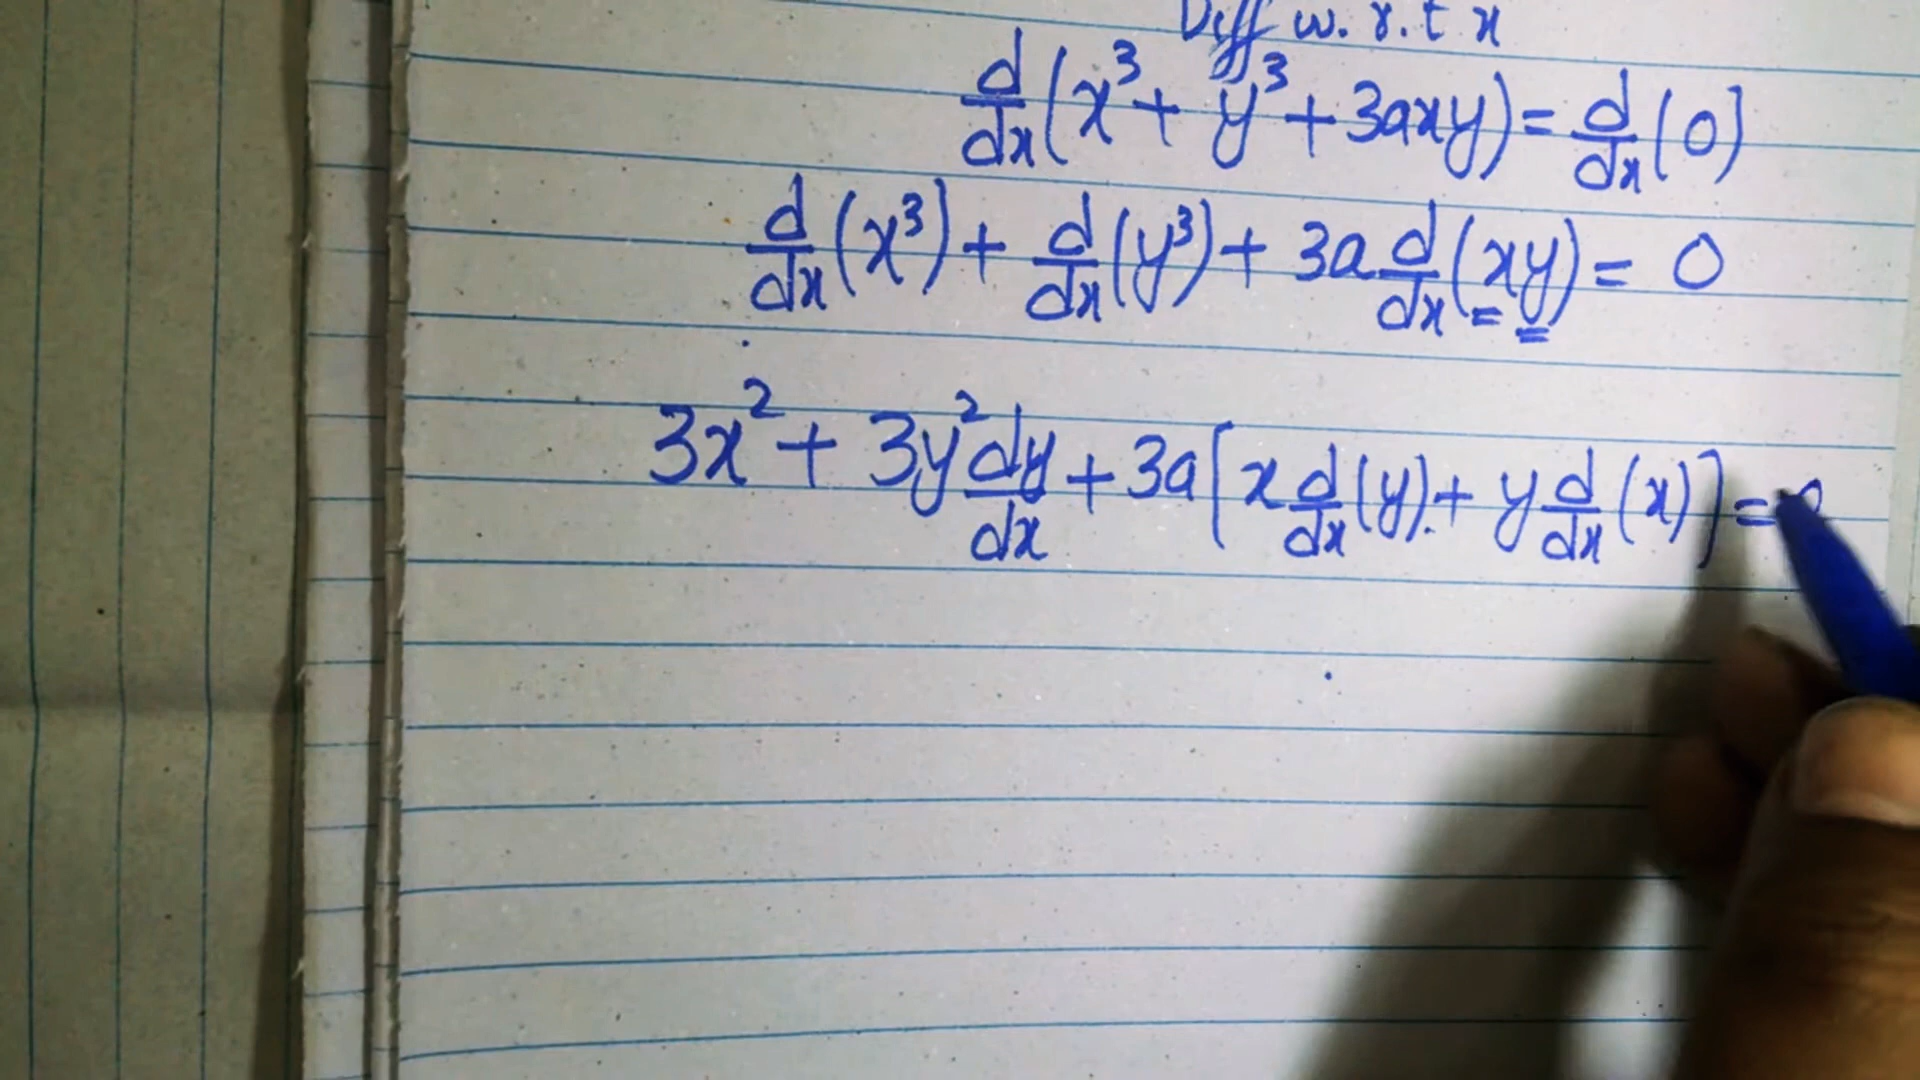 Diff w.r.t x
d/dx(x³ + y³ + 3axy) = d/dx(0)
d/dx(x³) + d/dx(y³) + 3a d/dx(xy) = 0
3x² + 3y² dy/dx + 3a[x d/dx(y) + y d/dx(x)] = 0